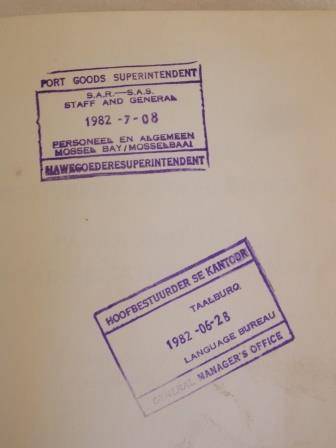 PORT GOODS SUPERINTENDENT
S.A.R.—S.A.S.
STAFF AND GENERAL
1982 -7- 08
PERSONEEL EN ALGEMEEN
MOSSEL BAY/MOSSELBAAI
HAWEGOEDERESUPERINTENDENT
HOOFBESTUURDER SE KANTOOR
TAALBURO
1982 -06- 28
LANGUAGE BUREAU
GENERAL MANAGER'S OFFICE